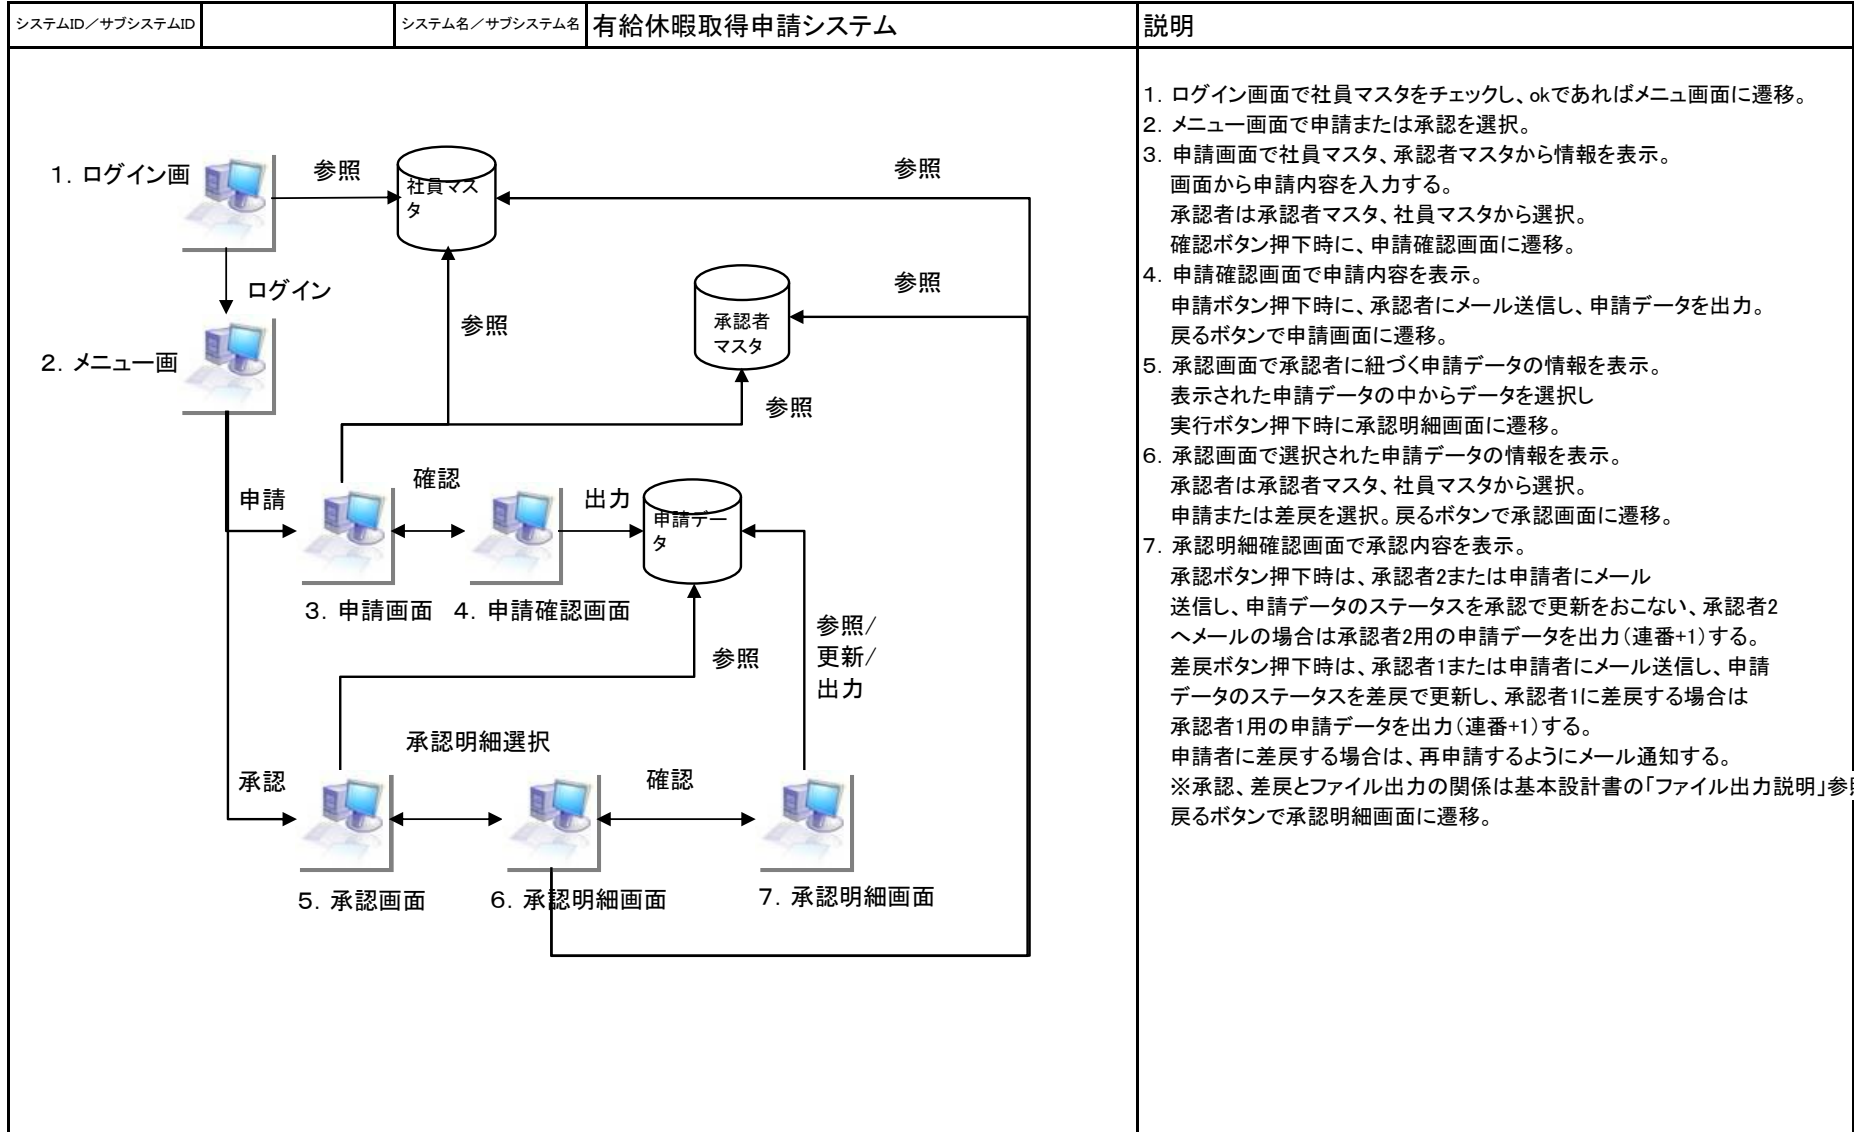 システムID／サブシステムID
システム名／サブシステム名
有給休暇取得申請システム
説明
1．ログイン画
参照
社員マス
タ
参照
ログイン
参照
承認者
マスタ
参照
2．メニュー画
参照
申請
確認
出力
申請デー
タ
3．申請画面
4．申請確認画面
参照/
更新/
出力
参照
承認明細選択
承認
確認
5．承認画面
6．承認明細画面
7．承認明細画面
1．ログイン画面で社員マスタをチェックし、okであればメニュ画面に遷移。
2．メニュー画面で申請または承認を選択。
3．申請画面で社員マスタ、承認者マスタから情報を表示。
画面から申請内容を入力する。
承認者は承認者マスタ、社員マスタから選択。
確認ボタン押下時に、申請確認画面に遷移。
4．申請確認画面で申請内容を表示。
申請ボタン押下時に、承認者にメール送信し、申請データを出力。
戻るボタンで申請画面に遷移。
5．承認画面で承認者に紐づく申請データの情報を表示。
表示された申請データの中からデータを選択し
実行ボタン押下時に承認明細画面に遷移。
6．承認画面で選択された申請データの情報を表示。
承認者は承認者マスタ、社員マスタから選択。
申請または差戻を選択。戻るボタンで承認画面に遷移。
7．承認明細確認画面で承認内容を表示。
承認ボタン押下時は、承認者2または申請者にメール
送信し、申請データのステータスを承認で更新をおこない、承認者2
へメールの場合は承認者2用の申請データを出力（連番+1）する。
差戻ボタン押下時は、承認者1または申請者にメール送信し、申請
データのステータスを差戻で更新し、承認者1に差戻する場合は
承認者1用の申請データを出力（連番+1）する。
申請者に差戻する場合は、再申請するようにメール通知する。
※承認、差戻とファイル出力の関係は基本設計書の「ファイル出力説明」参
戻るボタンで承認明細画面に遷移。